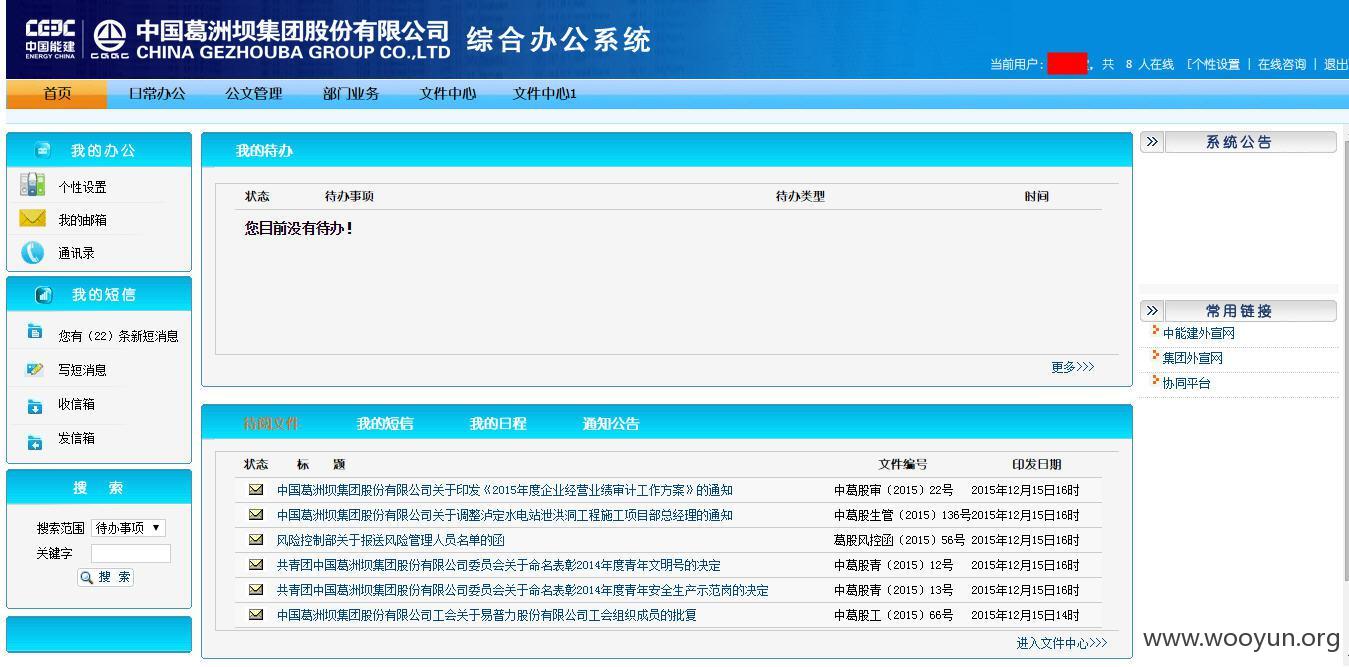 CGGC 中国能建 ENERGY CHINA CGGC 中国葛洲坝集团股份有限公司 CHINA GEZHOUBA GROUP CO.,LTD 综合办公系统
当前用户： ，共 8 人在线 [个性设置 | 在线咨询 | 退出
首页 日常办公 公文管理 部门业务 文件中心 文件中心1
我的办公
个性设置
我的邮箱
通讯录
我的短信
您有（22）条新短消息
写短消息
收信箱
发信箱
搜 索
搜索范围 待办事项 ▼
关键字
搜 索
我的待办
状态 待办事项 待办类型 时间
您目前没有待办！
更多>>>
待阅文件 我的短信 我的日程 通知公告
状态 标 题 文件编号 印发日期
中国葛洲坝集团股份有限公司关于印发《2015年度企业经营业绩审计工作方案》的通知 中葛股审（2015）22号 2015年12月15日16时
中国葛洲坝集团股份有限公司关于调整泸定水电站泄洪洞工程施工项目部总经理的通知 中葛股生管（2015）136号2015年12月15日16时
风险控制部关于报送风险管理人员名单的函 葛股风控函（2015）56号 2015年12月15日16时
共青团中国葛洲坝集团股份有限公司委员会关于命名表彰2014年度青年文明号的决定 中葛股青（2015）12号 2015年12月15日16时
共青团中国葛洲坝集团股份有限公司委员会关于命名表彰2014年度青年安全生产示范岗的决定 中葛股青（2015）13号 2015年12月15日16时
中国葛洲坝集团股份有限公司工会关于易普力股份有限公司工会组织成员的批复 中葛股工（2015）66号 2015年12月15日14时
进入文件中心>>>
系统公告
常用链接
中能建外宣网
集团外宣网
协同平台
www.wooyun.org